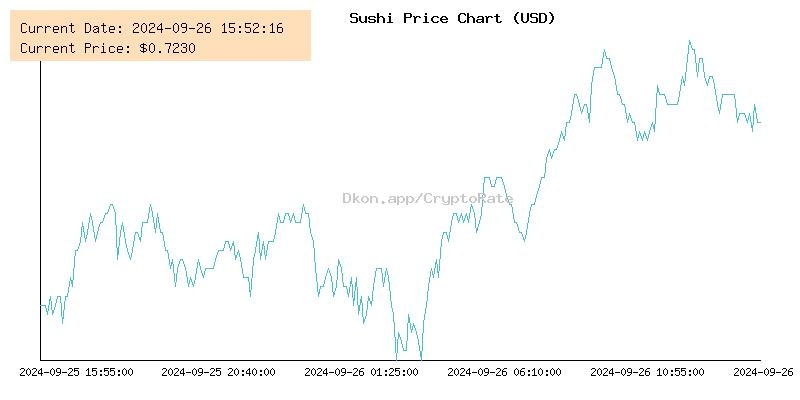 Sushi Price Chart (USD)
Current Date: 2024-09-26 15:52:16
Current Price: $0.7230
Dkon.app/CryptoRate
2024-09-25 15:55:00 2024-09-25 20:40:00 2024-09-26 01:25:00 2024-09-26 06:10:00 2024-09-26 10:55:00 2024-09-26